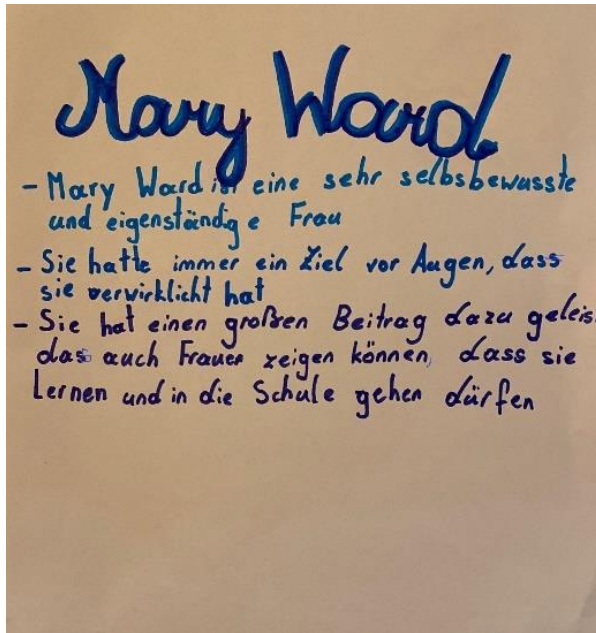 Mary Ward
- Mary Ward ist eine sehr selbsbewusste
und eigenständige Frau
- Sie hatte immer ein Ziel vor Augen, dass
sie verwirklicht hat
- Sie hat einen großen Beitrag dazu geleis
das auch Frauen zeigen können, dass sie
Lernen und in die Schule gehen dürfen